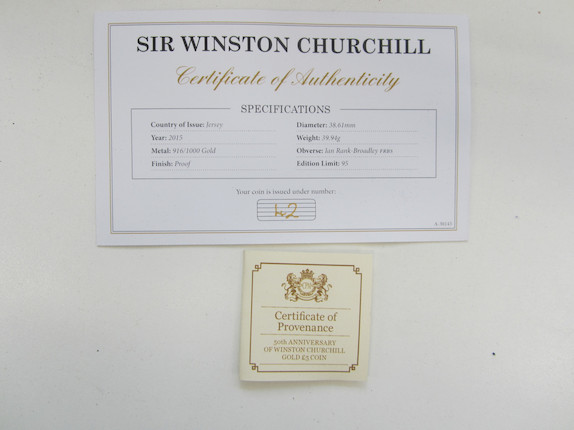 SIR WINSTON CHURCHILL
Certificate of Authenticity
SPECIFICATIONS
Country of Issue: Jersey
Diameter: 38.61mm
Year: 2015
Weight: 39.94g
Metal: 916/1000 Gold
Obverse: Ian Rank-Broadley FRBS
Finish: Proof
Edition Limit: 95
Your coin is issued under number:
42
Certificate of
Provenance
50th ANNIVERSARY
OF WINSTON CHURCHILL
GOLD £5 COIN